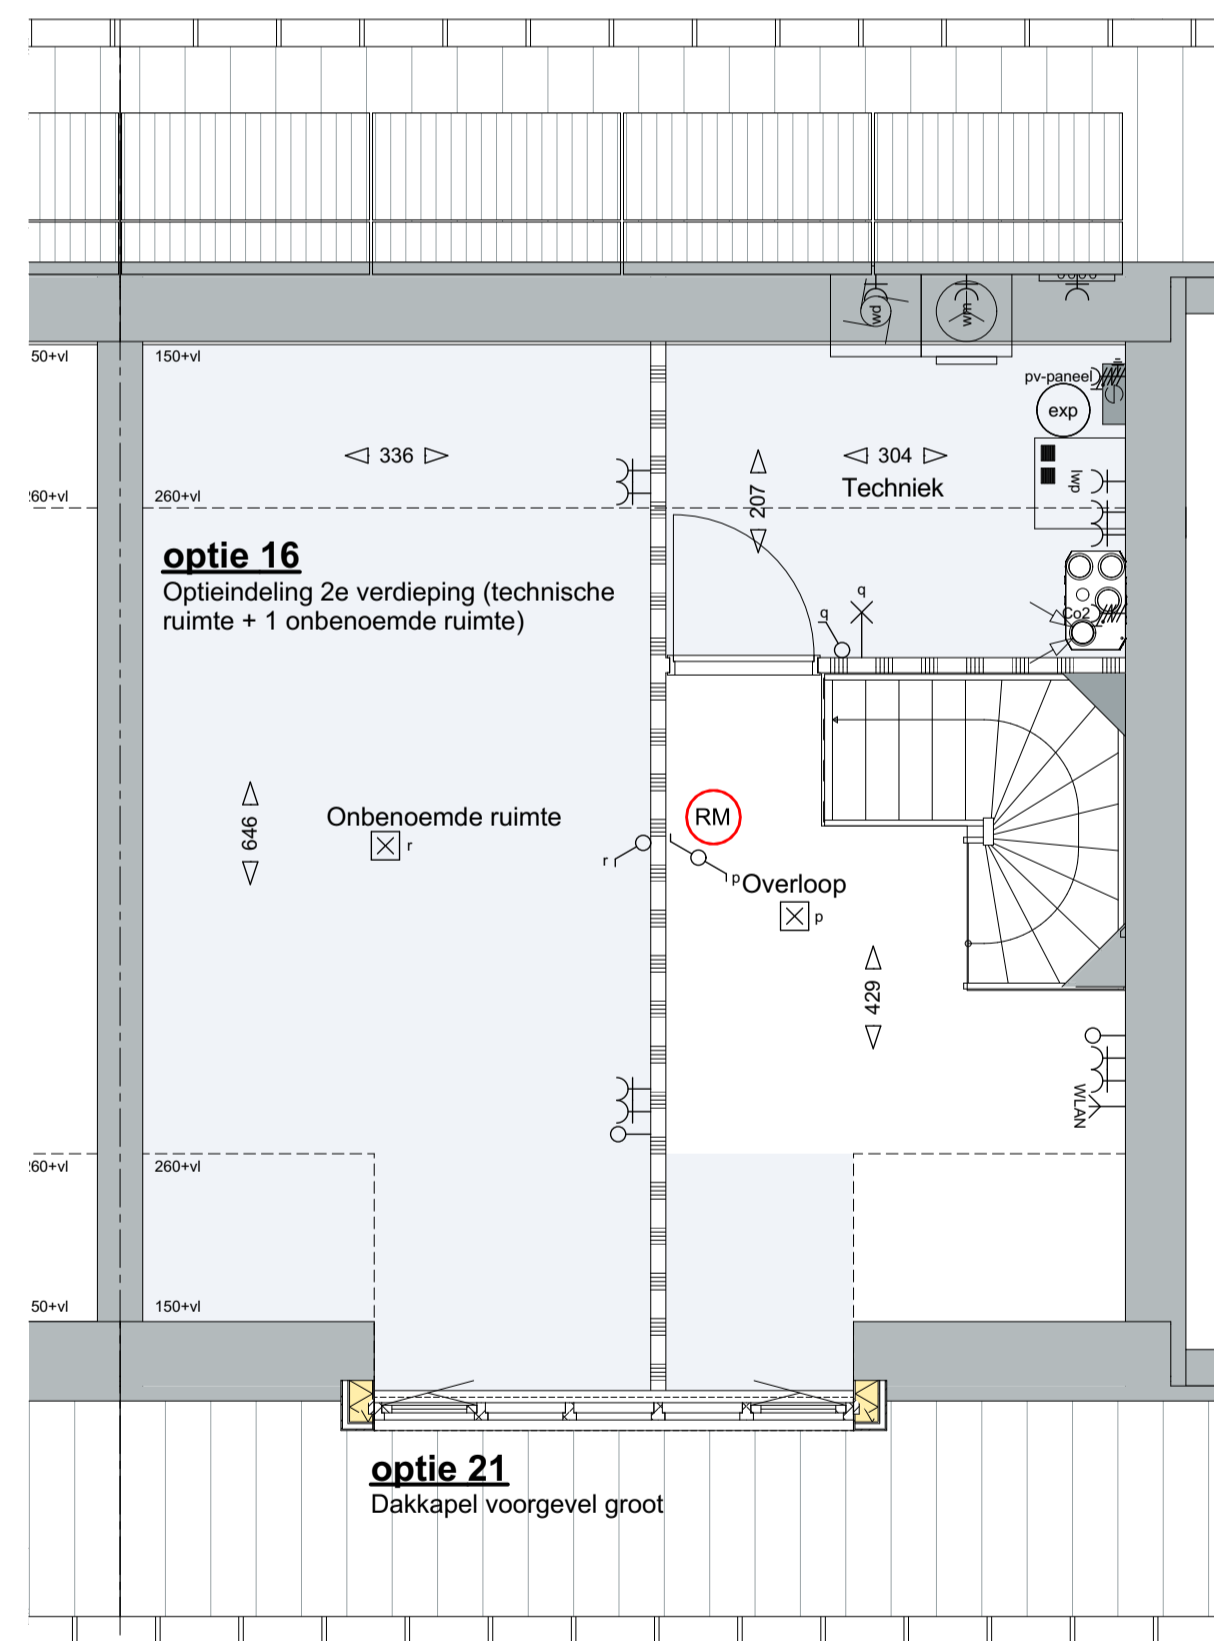 wd
wm
50+vl
150+vl
pv-paneel
exp
336
304
Techniek
lwp
207
260+vl
260+vl
optie 16
Optieindeling 2e verdieping (technische
ruimte + 1 onbenoemde ruimte)
q
q
Co2
Onbenoemde ruimte
RM
646
r
r
p
Overloop
p
429
WLAN
260+vl
260+vl
50+vl
150+vl
optie 21
Dakkapel voorgevel groot